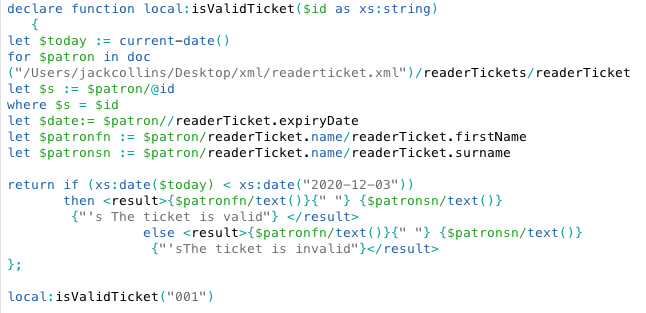 declare function local:isValidTicket($id as xs:string)
{
let $today := current-date()
for $patron in doc
("/Users/jackcollins/Desktop/xml/readerticket.xml")/readerTickets/readerTicket
let $s := $patron/@id
where $s = $id
let $date:= $patron//readerTicket.expiryDate
let $patronfn := $patron/readerTicket.name/readerTicket.firstName
let $patronsn := $patron/readerTicket.name/readerTicket.surname
return if (xs:date($today) < xs:date("2020-12-03"))
then <result>{$patronfn/text()}{" "} {$patronsn/text()}
{"'s The ticket is valid"} </result>
else <result>{$patronfn/text()}{" "} {$patronsn/text()}
{"'sThe ticket is invalid"}</result>
};
local:isValidTicket("001")